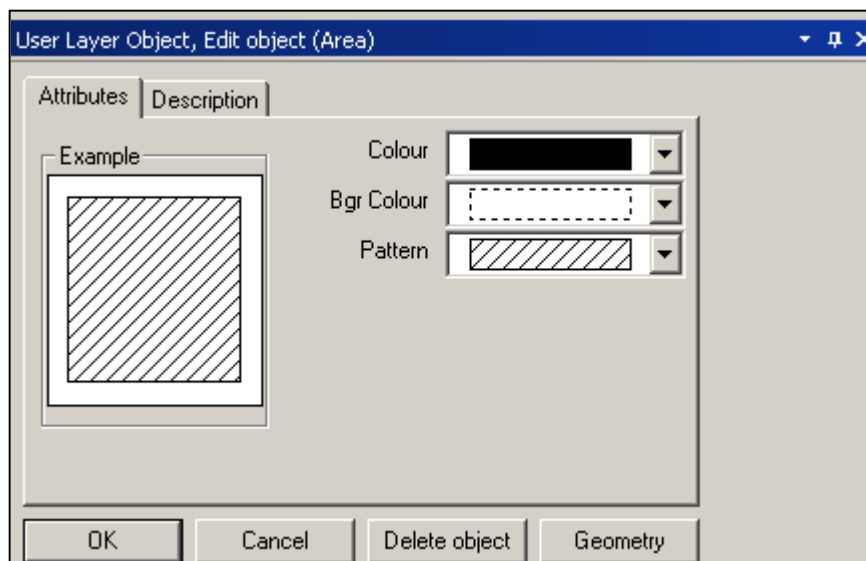 User Layer Object, Edit object (Area)
Attributes Description
Example
Colour
Bgr Colour
Pattern
OK Cancel Delete object Geometry